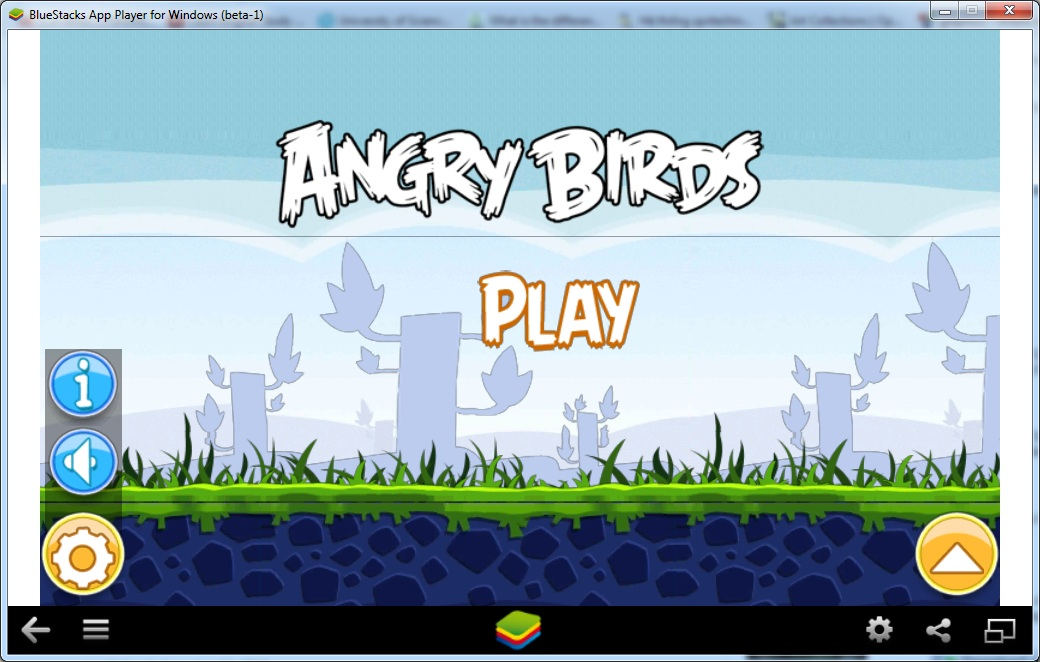 BlueStacks App Player for Windows (beta-1)
ANGRY BIRDS
PLAY